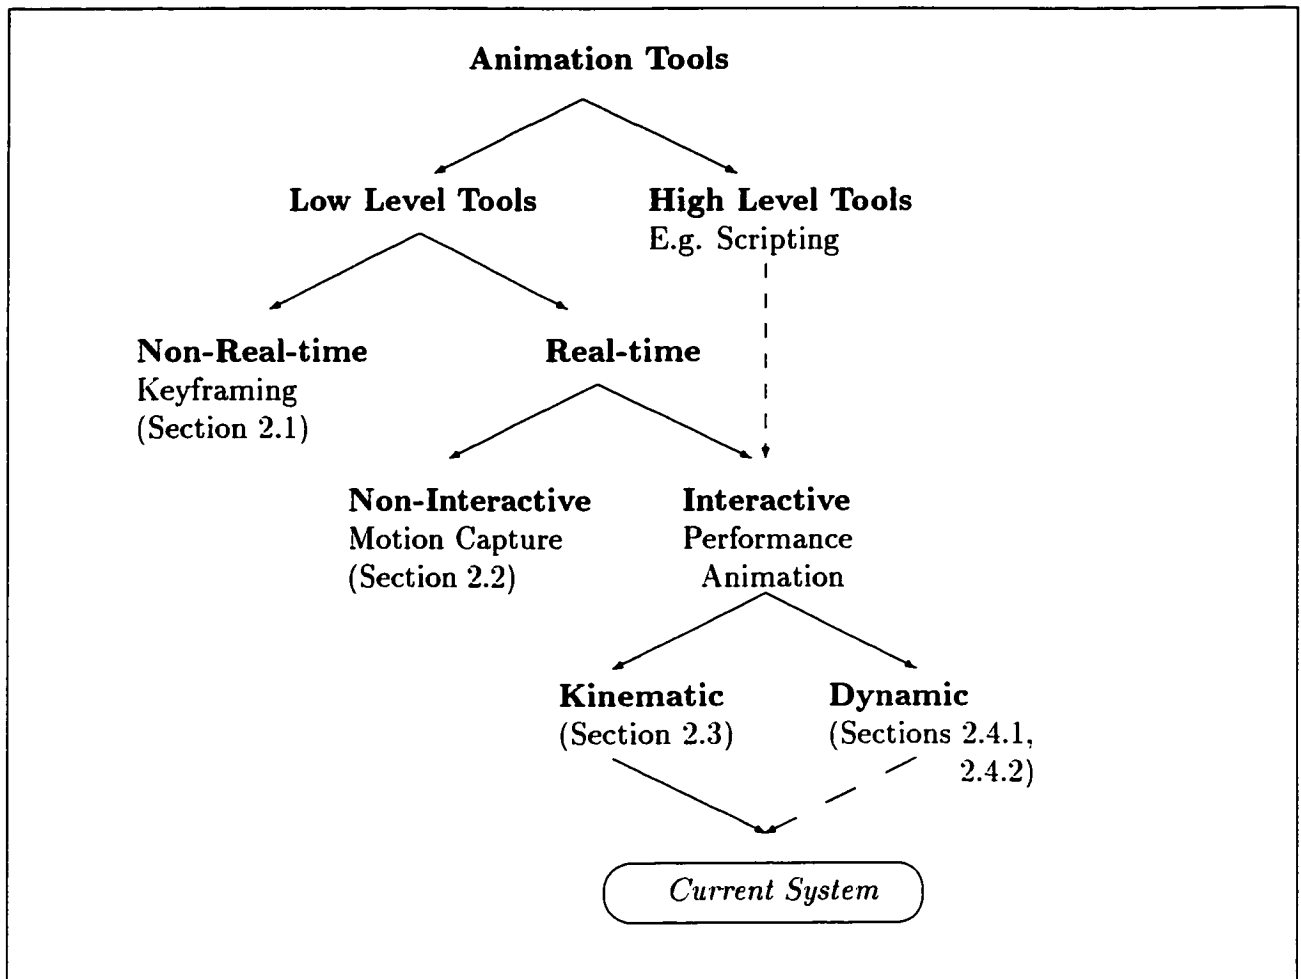 Animation Tools
Low Level Tools
High Level Tools
E.g. Scripting
Non-Real-time
Keyframing
(Section 2.1)
Real-time
Non-Interactive
Motion Capture
(Section 2.2)
Interactive
Performance
Animation
Kinematic
(Section 2.3)
Dynamic
(Sections 2.4.1,
2.4.2)
Current System